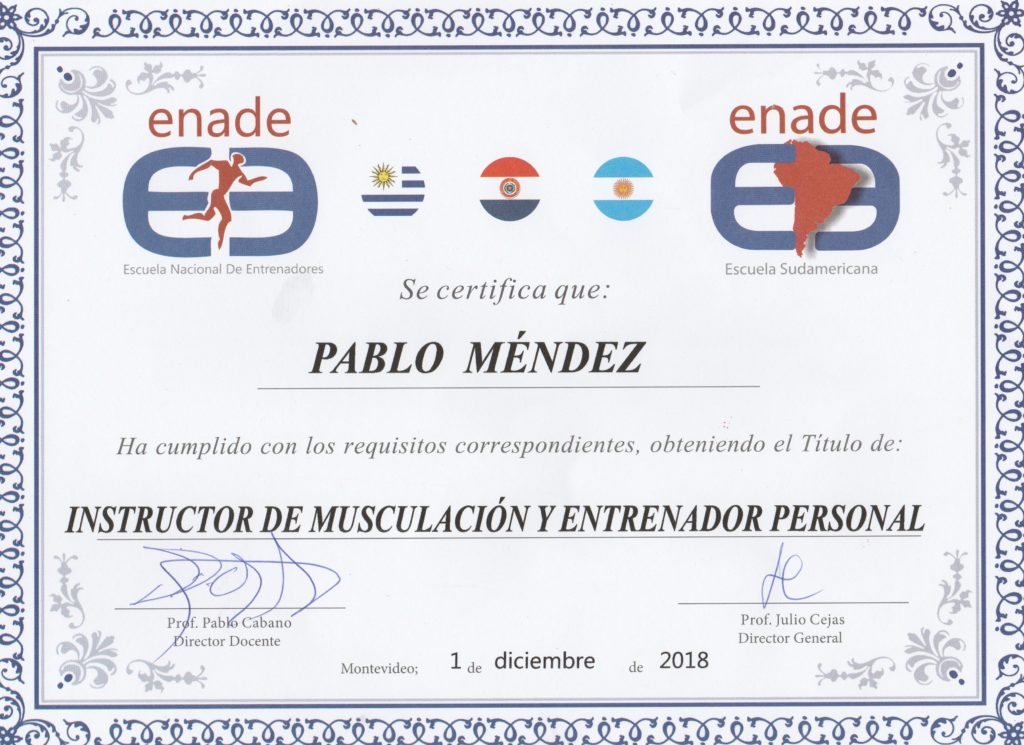 enade
enade
Escuela Nacional De Entrenadores
Escuela Sudamericana
Se certifica que:
PABLO MÉNDEZ
Ha cumplido con los requisitos correspondientes, obteniendo el Título de:
INSTRUCTOR DE MUSCULACIÓN Y ENTRENADOR PERSONAL
Prof. Pablo Cabano
Director Docente
Prof. Julio Cejas
Director General
Montevideo; 1 de diciembre de 2018